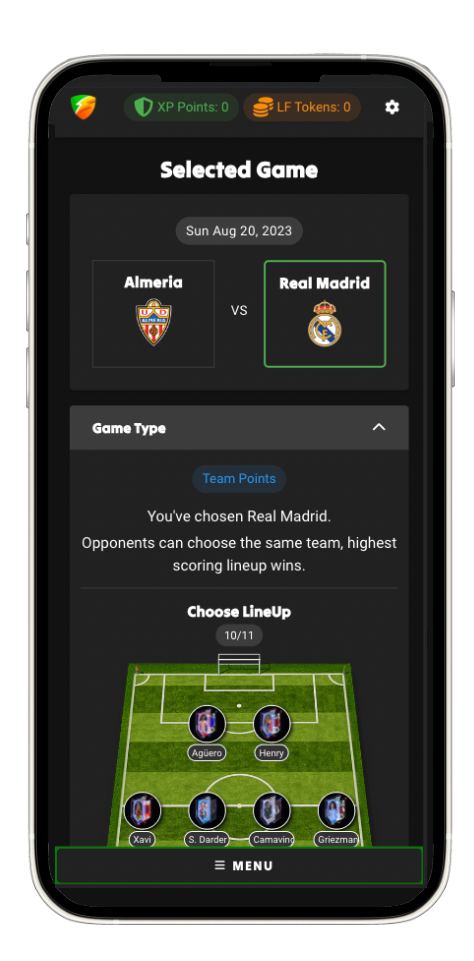 XP Points: 0
LF Tokens: 0
Selected Game
Sun Aug 20, 2023
Almeria
VS
Real Madrid
Game Type
Team Points
You've chosen Real Madrid.
Opponents can choose the same team, highest
scoring lineup wins.
Choose LineUp
10/11
Agüero
Henry
Xavi
S. Darder
Camaving
Griezman
≡ MENU